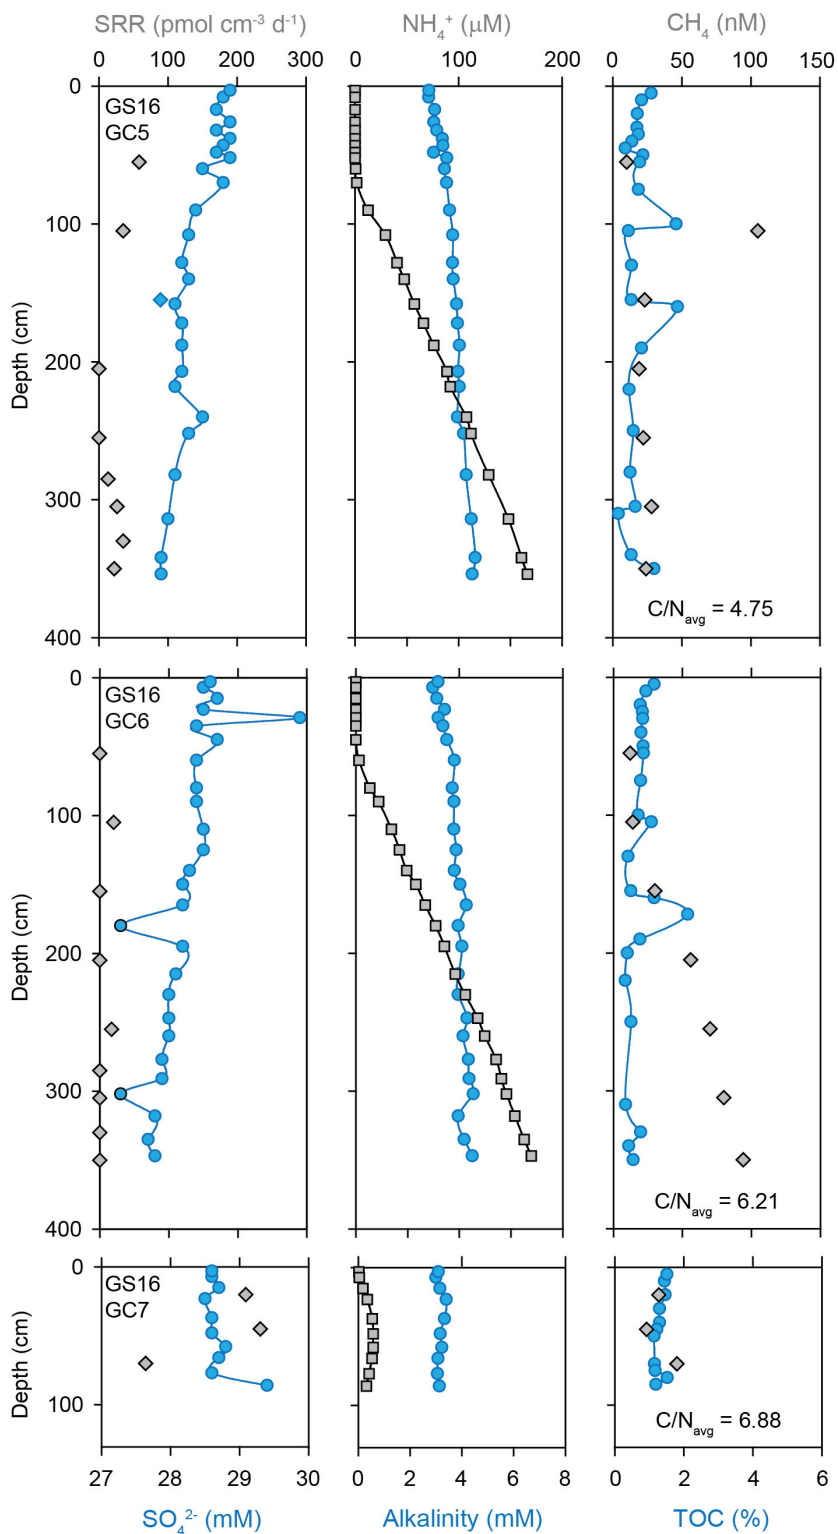 SRR (pmol cm-3 d-1) NH4+ (μM) CH4 (nM)
0 100 200 300 0 100 200 0 50 100 150
0
GS16
GC5
100
200
300
400
Depth (cm)
C/Navg = 4.75
0
GS16
GC6
100
200
300
400
Depth (cm)
C/Navg = 6.21
0
GS16
GC7
100
Depth (cm)
C/Navg = 6.88
27 28 29 30 0 2 4 6 8 0 2 4 6
SO42- (mM) Alkalinity (mM) TOC (%)